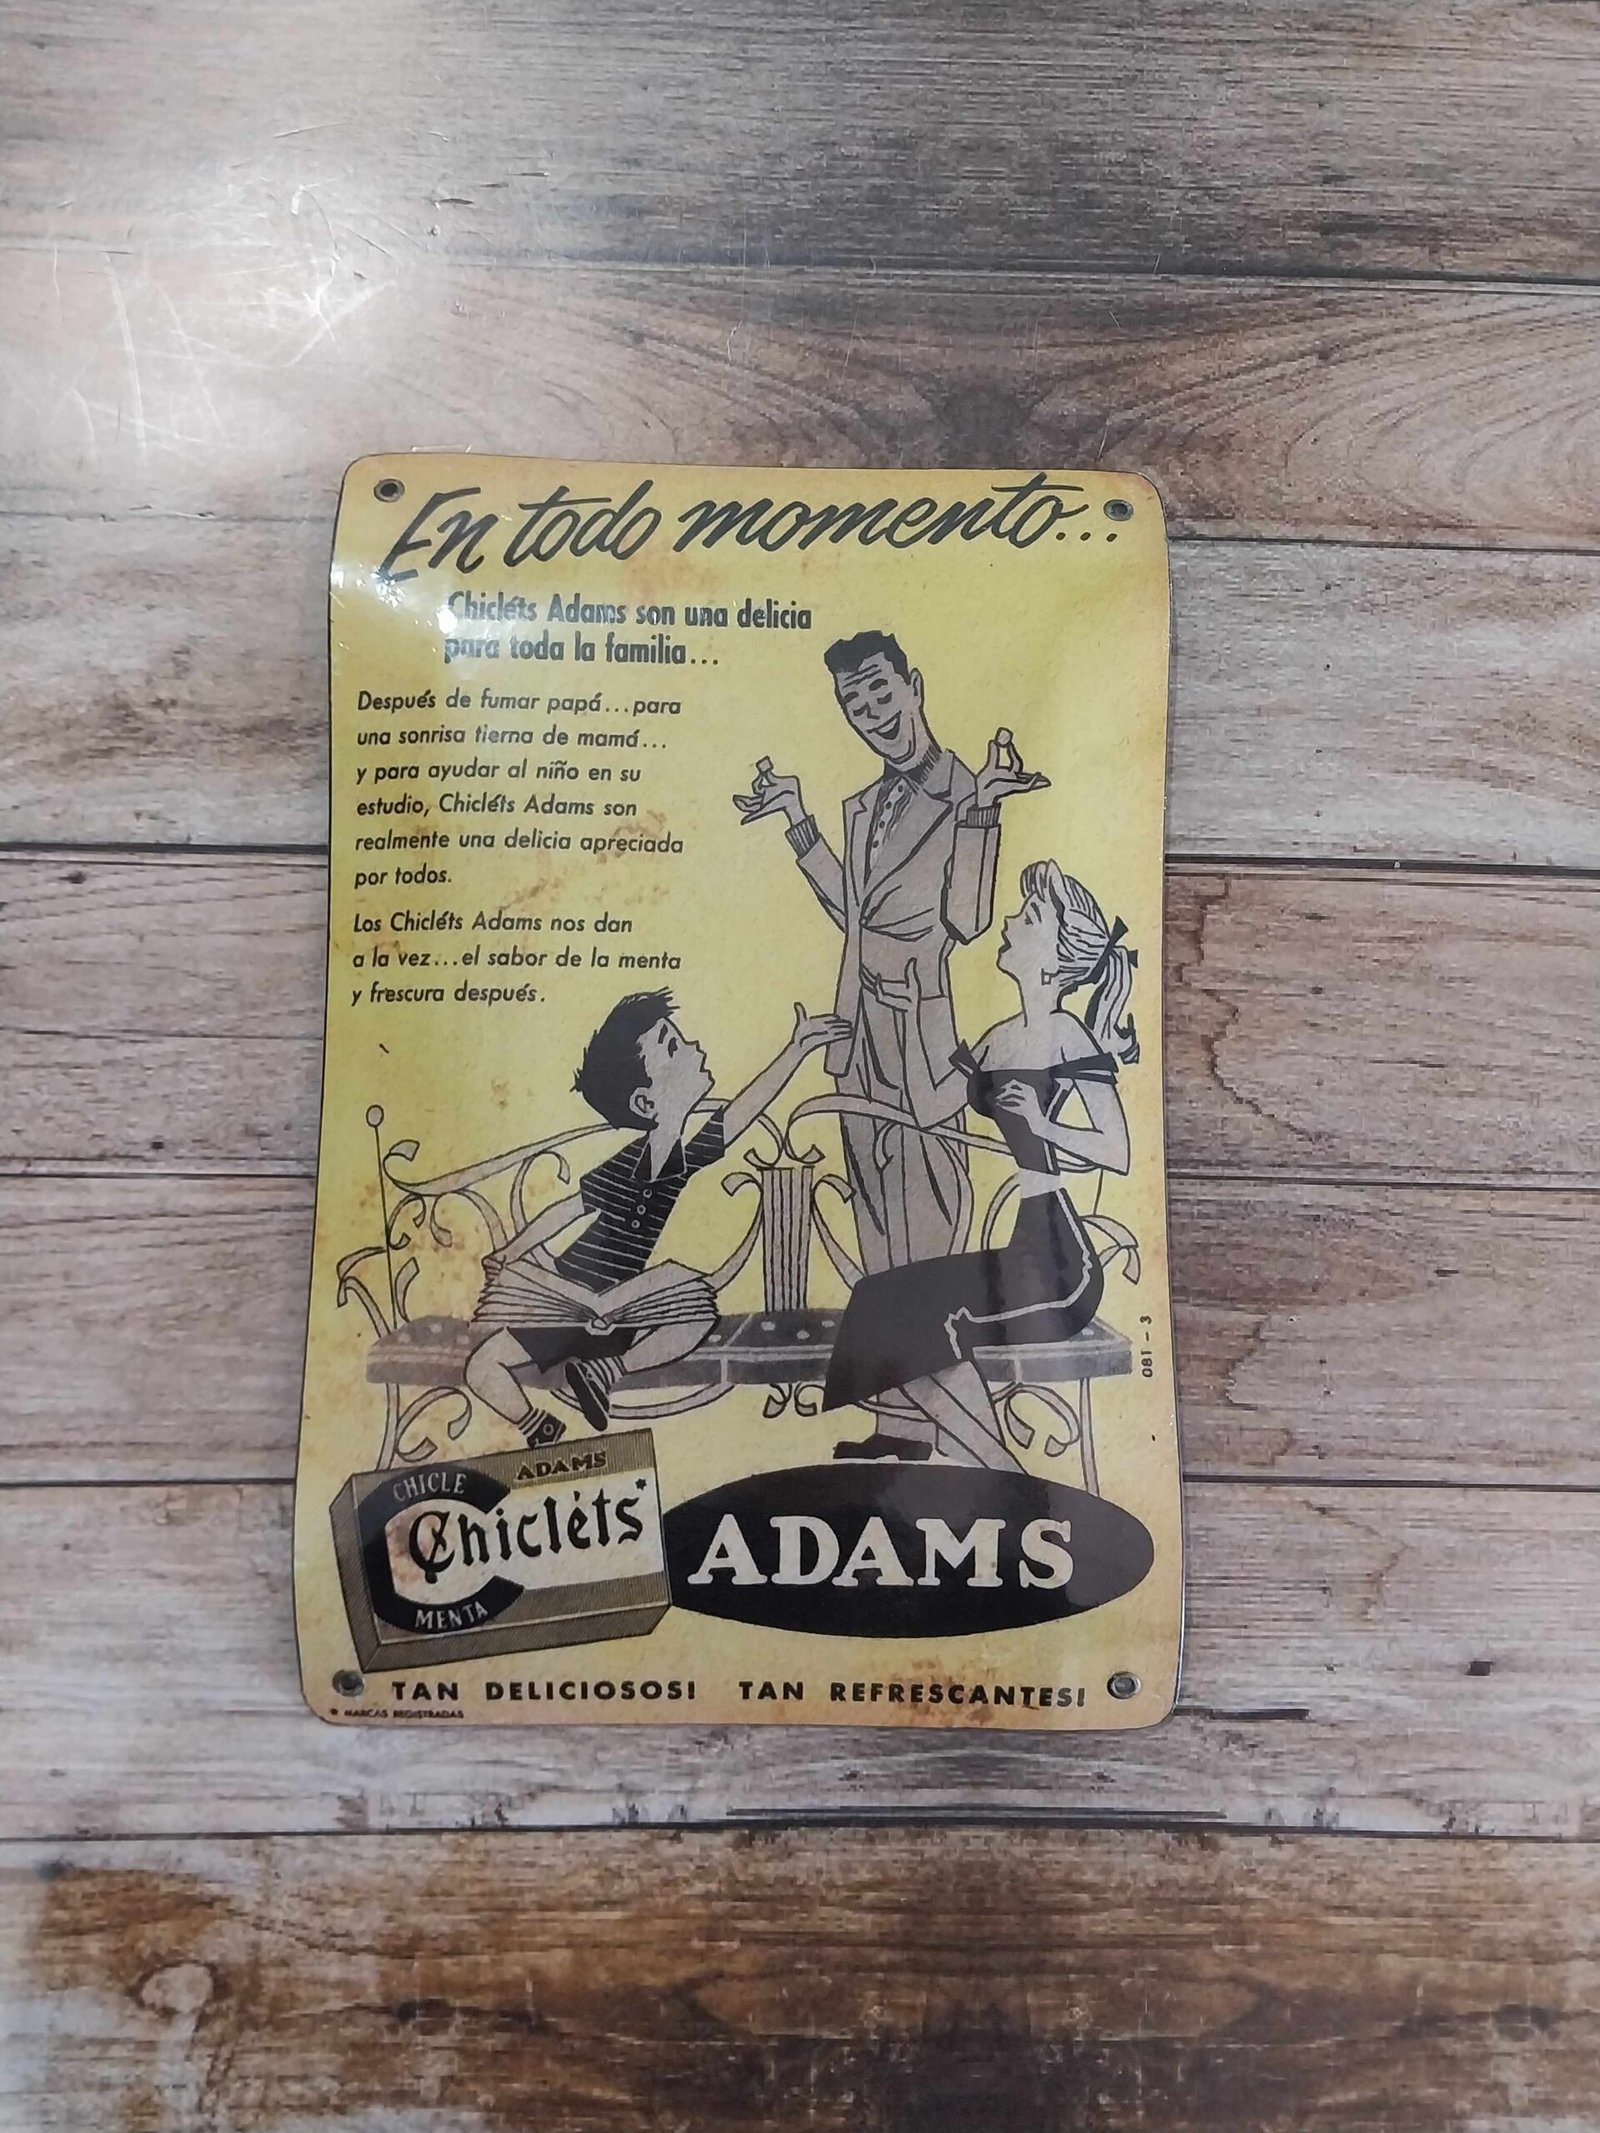 En todo momento...
Chicléts Adams son una delicia
para toda la familia...
Después de fumar papá...para
una sonrisa tierna de mamá...
y para ayudar al niño en su
estudio, Chicléts Adams son
realmente una delicia apreciada
por todos.
Los Chicléts Adams nos dan
a la vez...el sabor de la menta
y frescura después.
081-3
CHICLE
ADAMS
Chicléts*
MENTA
ADAMS
TAN DELICIOSOS! TAN REFRESCANTES!
* MARCAS REGISTRADAS